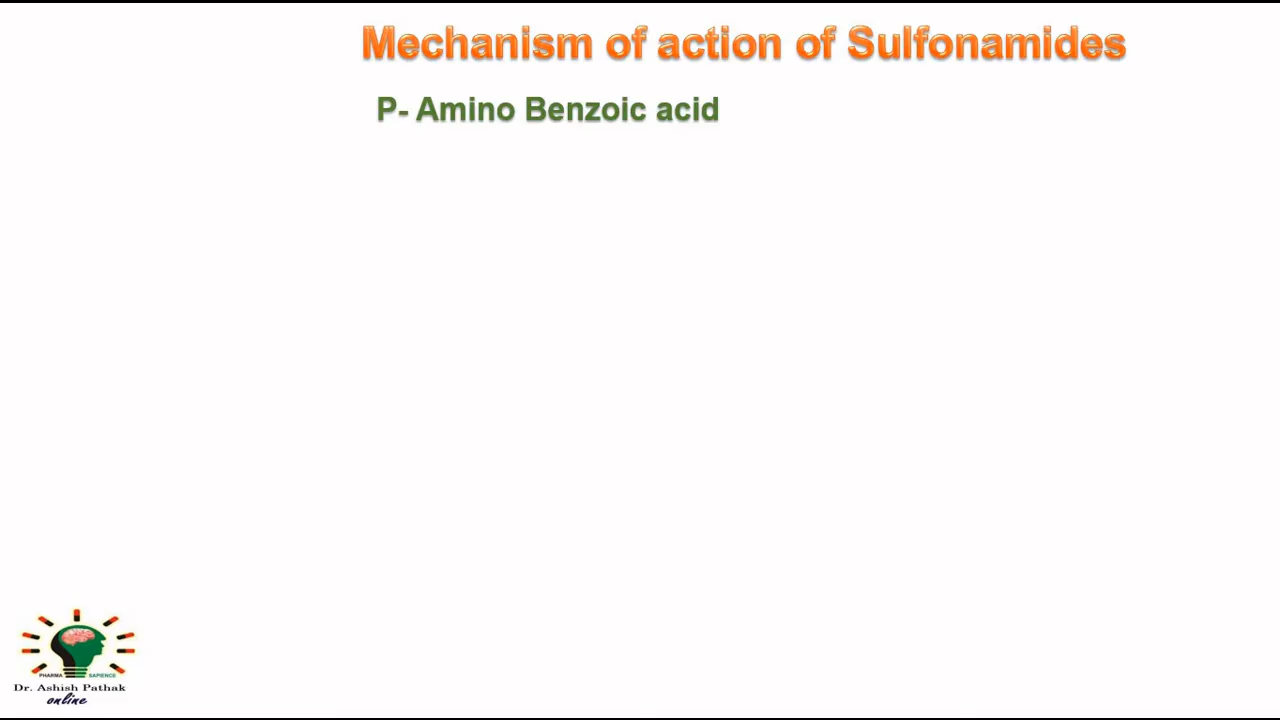 Mechanism of action of Sulfonamides
P- Amino Benzoic acid
PHARMA SAPIENCE
Dr. Ashish Pathak
online